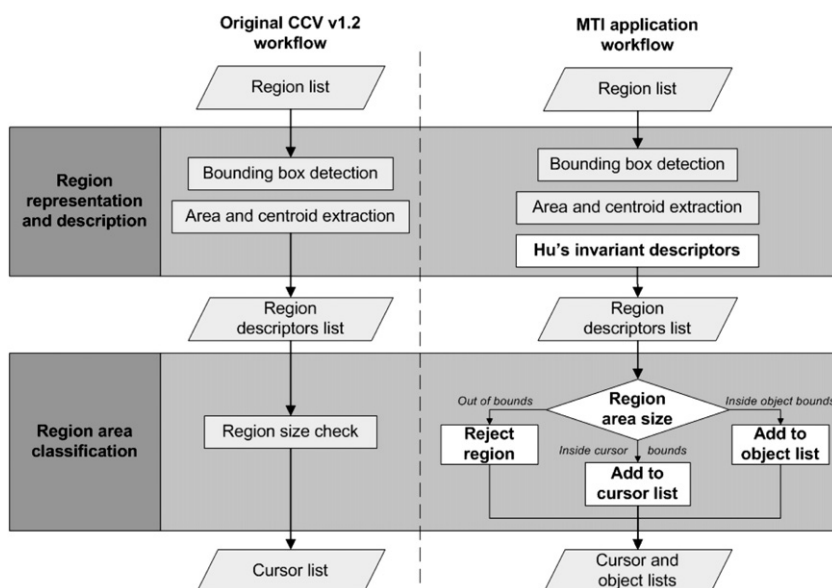 Original CCV v1.2
workflow
MTI application
workflow
Region list
Region list
Region
representation
and description
Bounding box detection
Area and centroid extraction
Bounding box detection
Area and centroid extraction
Hu's invariant descriptors
Region
descriptors list
Region
descriptors list
Region area
classification
Region size check
Out of bounds
Region
area size
Inside object bounds
Reject
region
Inside cursor bounds
Add to
cursor list
Add to
object list
Cursor list
Cursor and
object lists